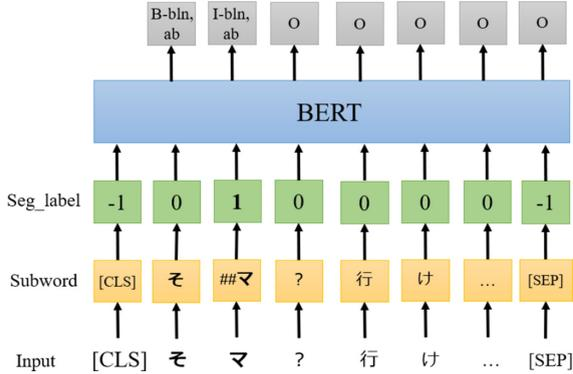 B-bln, ab I-bln, ab O O O O O
BERT
Seg_label -1 0 1 0 0 0 0 -1
Subword [CLS] そ ##マ ? 行 け ... [SEP]
Input [CLS] そ マ ? 行 け ... [SEP]